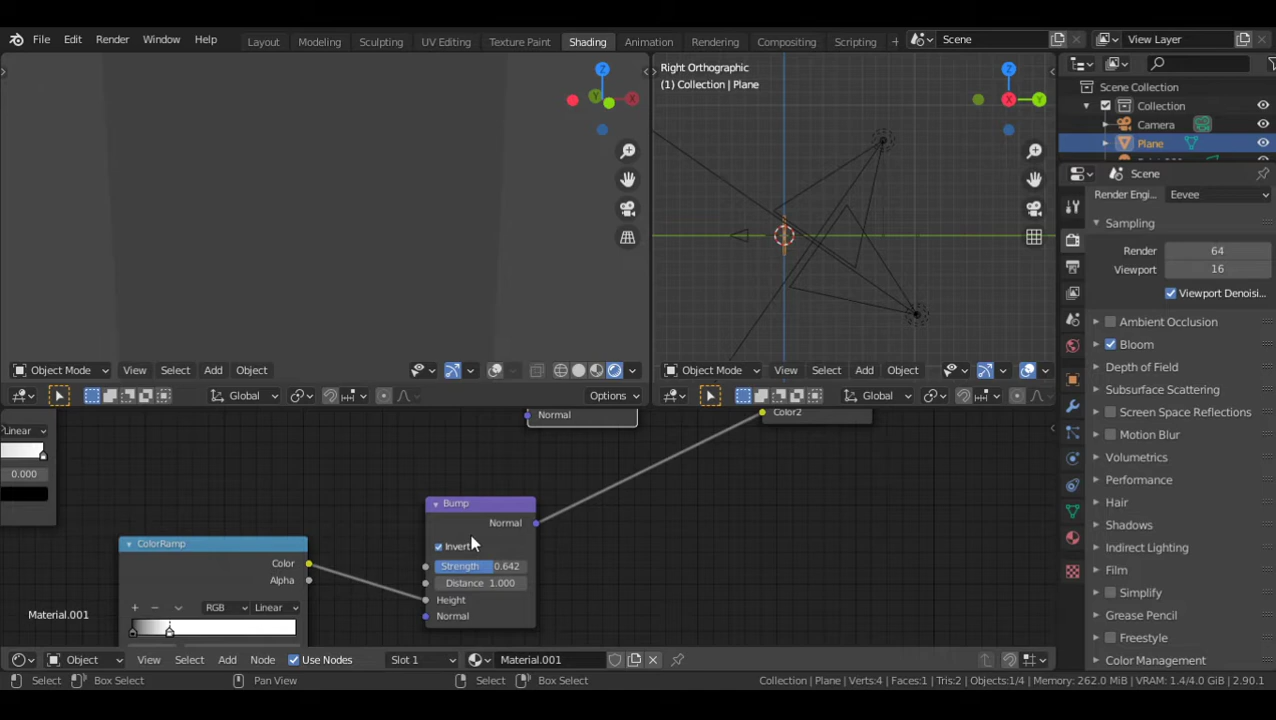 File Edit Render Window Help Layout Modeling Sculpting UV Editing Texture Paint Shading Animation Rendering Compositing Scripting Scene View Layer
Right Orthographic
(1) Collection | Plane
Scene Collection
Collection
Camera
Plane
Scene
Render Engi... Eevee
Sampling
Render 64
Viewport 16
Viewport Denoisi...
Ambient Occlusion
Bloom
Depth of Field
Subsurface Scattering
Screen Space Reflections
Motion Blur
Volumetrics
Performance
Hair
Shadows
Indirect Lighting
Film
Simplify
Grease Pencil
Freestyle
Color Management
Z
Y
X
Z
X
Y
Object Mode View Select Add Object
Global Options
Object Mode View Select Add Object
Global
Linear
0.000
Normal
Color2
Bump
Normal
Invert
Strength 0.642
Distance 1.000
Height
Normal
ColorRamp
Color
Alpha
RGB Linear
Material.001
Object View Select Add Node Use Nodes Slot 1 Material.001
Select Box Select Pan View Select Box Select Collection | Plane | Verts:4 | Faces:1 | Tris:2 | Objects:1/4 | Memory: 262.0 MiB | VRAM: 1.4/4.0 GiB | 2.90.1